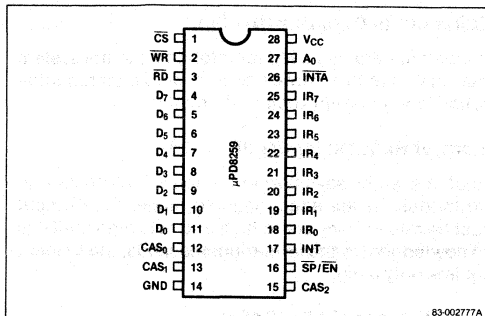 CS 1 28 VCC
WR 2 27 A0
RD 3 26 INTA
D7 4 25 IR7
D6 5 24 IR6
D5 6 23 IR5
D4 7 22 IR4
D3 8 21 IR3
D2 9 20 IR2
D1 10 19 IR1
D0 11 18 IR0
CAS0 12 17 INT
CAS1 13 16 SP/EN
GND 14 15 CAS2
μPD8259
83-002777A